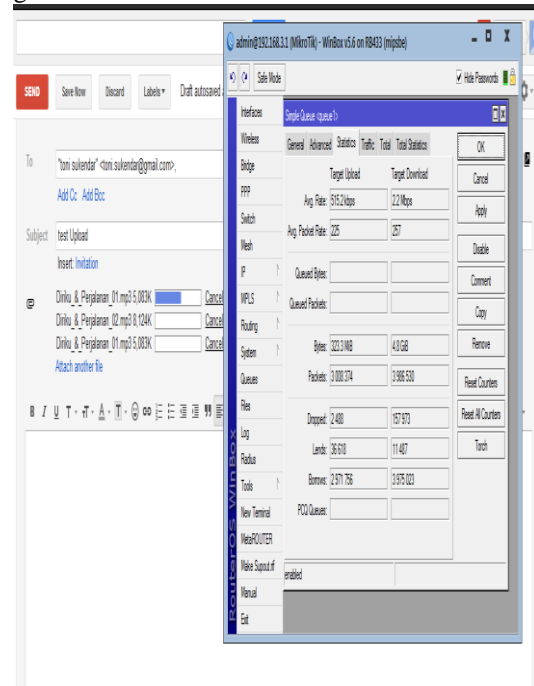 admin@192.168.3.1 (MikroTik) - WinBox v5.6 on RB433 (mipsbe)
Safe Mode
Hide Passwords
SEND Save Now Discard Labels Draft autosaved
To "toni sukendar" <toni.sukendar@gmail.com>,
Add Cc Add Bcc
Subject test Upload
Insert: Invitation
Diriku_&_Perjalanan_01.mp3 5,083K Cancel
Diriku_&_Perjalanan_02.mp3 8,124K Cancel
Diriku_&_Perjalanan_01.mp3 5,083K Cancel
Attach another file
B I U T T A T
RouterOS WinBox
Interfaces
Wireless
Bridge
PPP
Switch
Mesh
IP
MPLS
Routing
System
Queues
Files
Log
Radius
Tools
New Terminal
MetaROUTER
Make Supout.rif
Manual
Exit
Simple Queue <queue1>
General Advanced Statistics Traffic Total Total Statistics
Target Upload Target Download
Avg. Rate: 515.2 kbps 2.2 Mbps
Avg. Packet Rate: 225 257
Queued Bytes:
Queued Packets:
Bytes: 323.3 MiB 4.8 GiB
Packets: 3 008 374 3 986 530
Dropped: 2 488 157 973
Lends: 36 618 11 487
Borrows: 2 971 756 3 975 023
PCQ Queues:
enabled
OK
Cancel
Apply
Disable
Comment
Copy
Remove
Reset Counters
Reset All Counters
Torch